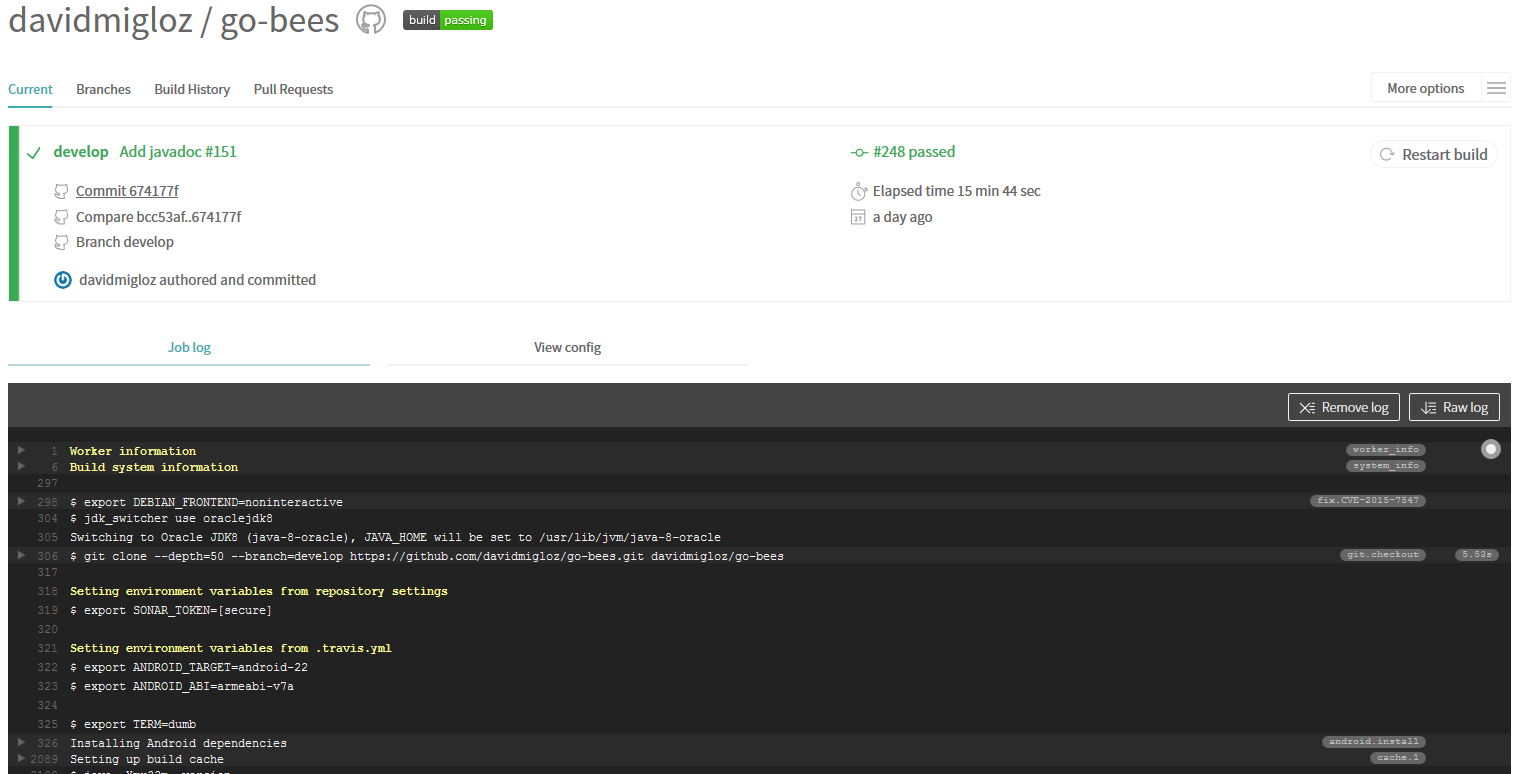 davidmigloz / go-bees build passing
Current Branches Build History Pull Requests More options
develop Add javadoc #151 #248 passed Restart build
Commit 674177f Elapsed time 15 min 44 sec
Compare bcc53af..674177f 27 a day ago
Branch develop
davidmigloz authored and committed
Job log View config
Remove log Raw log
1 Worker information worker_info
6 Build system information system_info
297
298 $ export DEBIAN_FRONTEND=noninteractive fix.CVE-2015-7547
304 $ jdk_switcher use oraclejdk8
305 Switching to Oracle JDK8 (java-8-oracle), JAVA_HOME will be set to /usr/lib/jvm/java-8-oracle
306 $ git clone --depth=50 --branch=develop https://github.com/davidmigloz/go-bees.git davidmigloz/go-bees git.checkout 5.53s
317
318 Setting environment variables from repository settings
319 $ export SONAR_TOKEN=[secure]
320
321 Setting environment variables from .travis.yml
322 $ export ANDROID_TARGET=android-22
323 $ export ANDROID_ABI=armeabi-v7a
324
325 $ export TERM=dumb
326 Installing Android dependencies android.install
2089 Setting up build cache cache.1